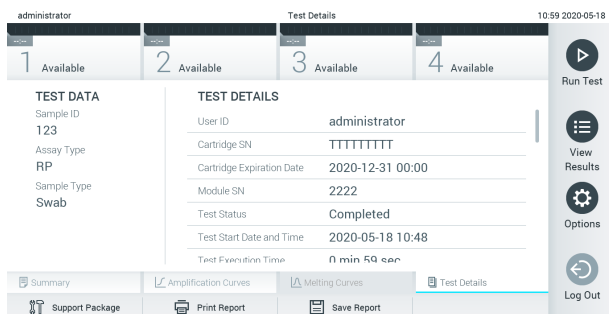 administrator Test Details 10:59 2020-05-18
--:-- --:-- --:-- --:--
1 Available 2 Available 3 Available 4 Available
Run Test
TEST DATA
Sample ID
123
Assay Type
RP
Sample Type
Swab
TEST DETAILS
User ID administrator
Cartridge SN TTTTTTTTT
Cartridge Expiration Date 2020-12-31 00:00
Module SN 2222
Test Status Completed
Test Start Date and Time 2020-05-18 10:48
Test Execution Time 0 min 59 sec
View
Results
Options
Log Out
Summary Amplification Curves Melting Curves Test Details
Support Package Print Report Save Report